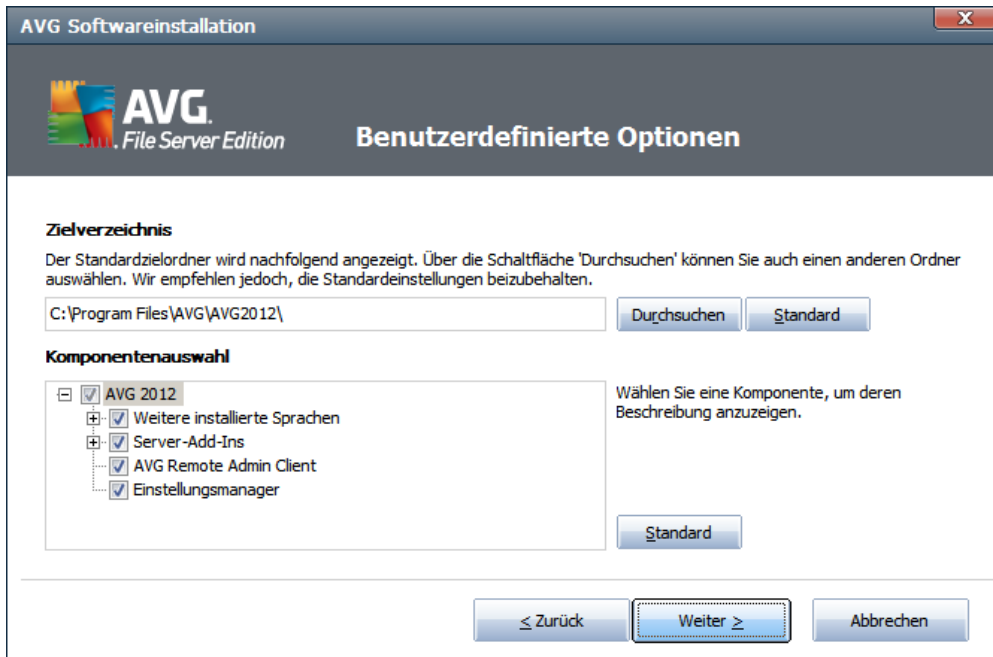 AVG Softwareinstallation
X
AVG.
File Server Edition
Benutzerdefinierte Optionen
Zielverzeichnis
Der Standardzielordner wird nachfolgend angezeigt. Über die Schaltfläche 'Durchsuchen' können Sie auch einen anderen Ordner
auswählen. Wir empfehlen jedoch, die Standardeinstellungen beizubehalten.
C:\Program Files\AVG\AVG2012\
Durchsuchen
Standard
Komponentenauswahl
AVG 2012
Weitere installierte Sprachen
Server-Add-Ins
AVG Remote Admin Client
Einstellungsmanager
Wählen Sie eine Komponente, um deren
Beschreibung anzuzeigen.
Standard
< Zurück
Weiter >
Abbrechen